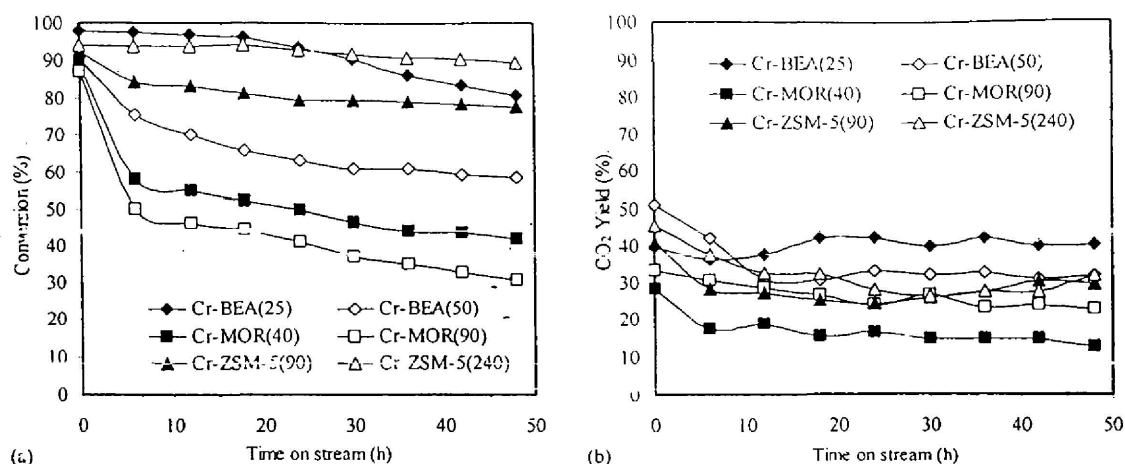 100
90
80
70
60
50
40
30
20
10
0
Conversion (%)
Cr-BEA(25) Cr-BEA(50)
Cr-MOR(40) Cr-MOR(90)
Cr-ZSM-5(90) Cr-ZSM-5(240)
0 10 20 30 40 50
(a) Time on stream (h)
100
90
80
70
60
50
40
30
20
10
0
CO₂ Yield (%)
Cr-BEA(25) Cr-BEA(50)
Cr-MOR(40) Cr-MOR(90)
Cr-ZSM-5(90) Cr-ZSM-5(240)
0 10 20 30 40 50
(b) Time on stream (h)